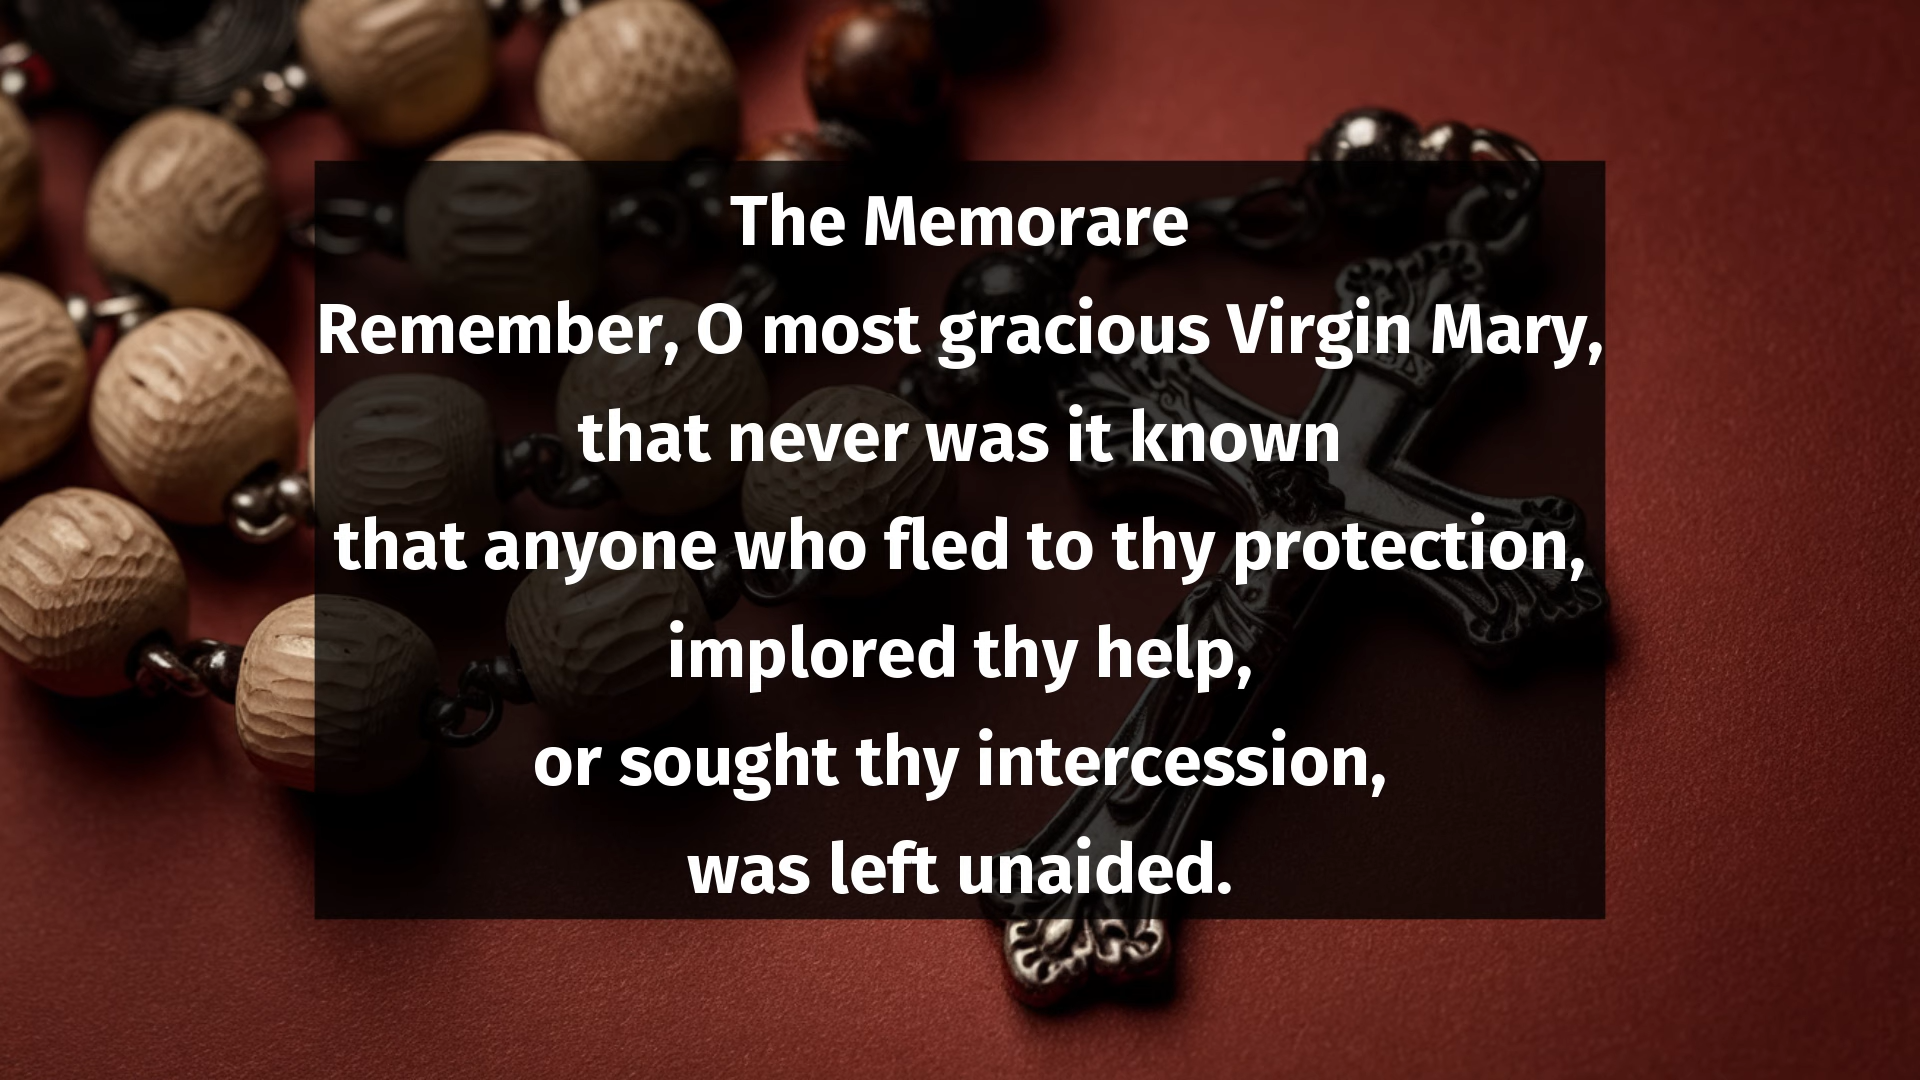 The Memorare
Remember, O most gracious Virgin Mary,
that never was it known
that anyone who fled to thy protection,
implored thy help,
or sought thy intercession,
was left unaided.